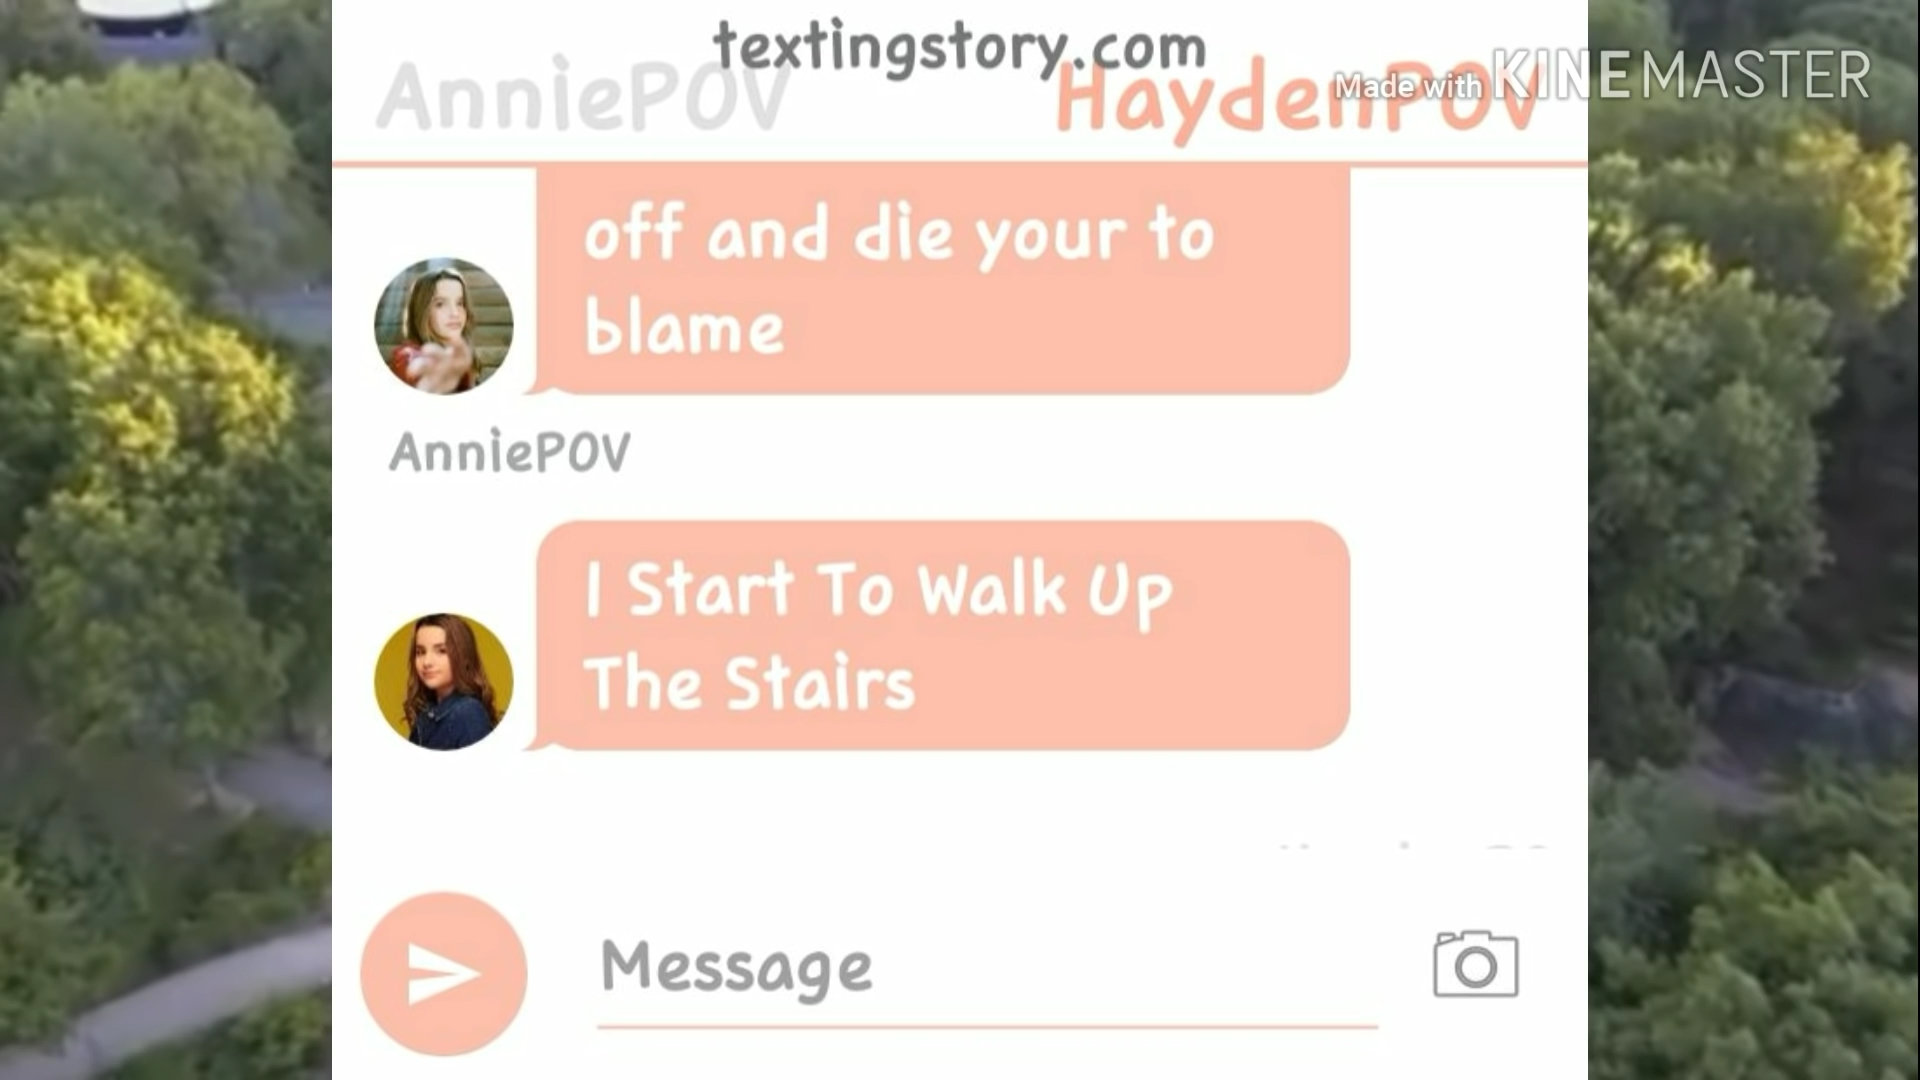 textingstory.com
AnniePOV
HaydenPOV
Made with KINEMASTER
off and die your to
blame
AnniePOV
I Start To Walk Up
The Stairs
Message